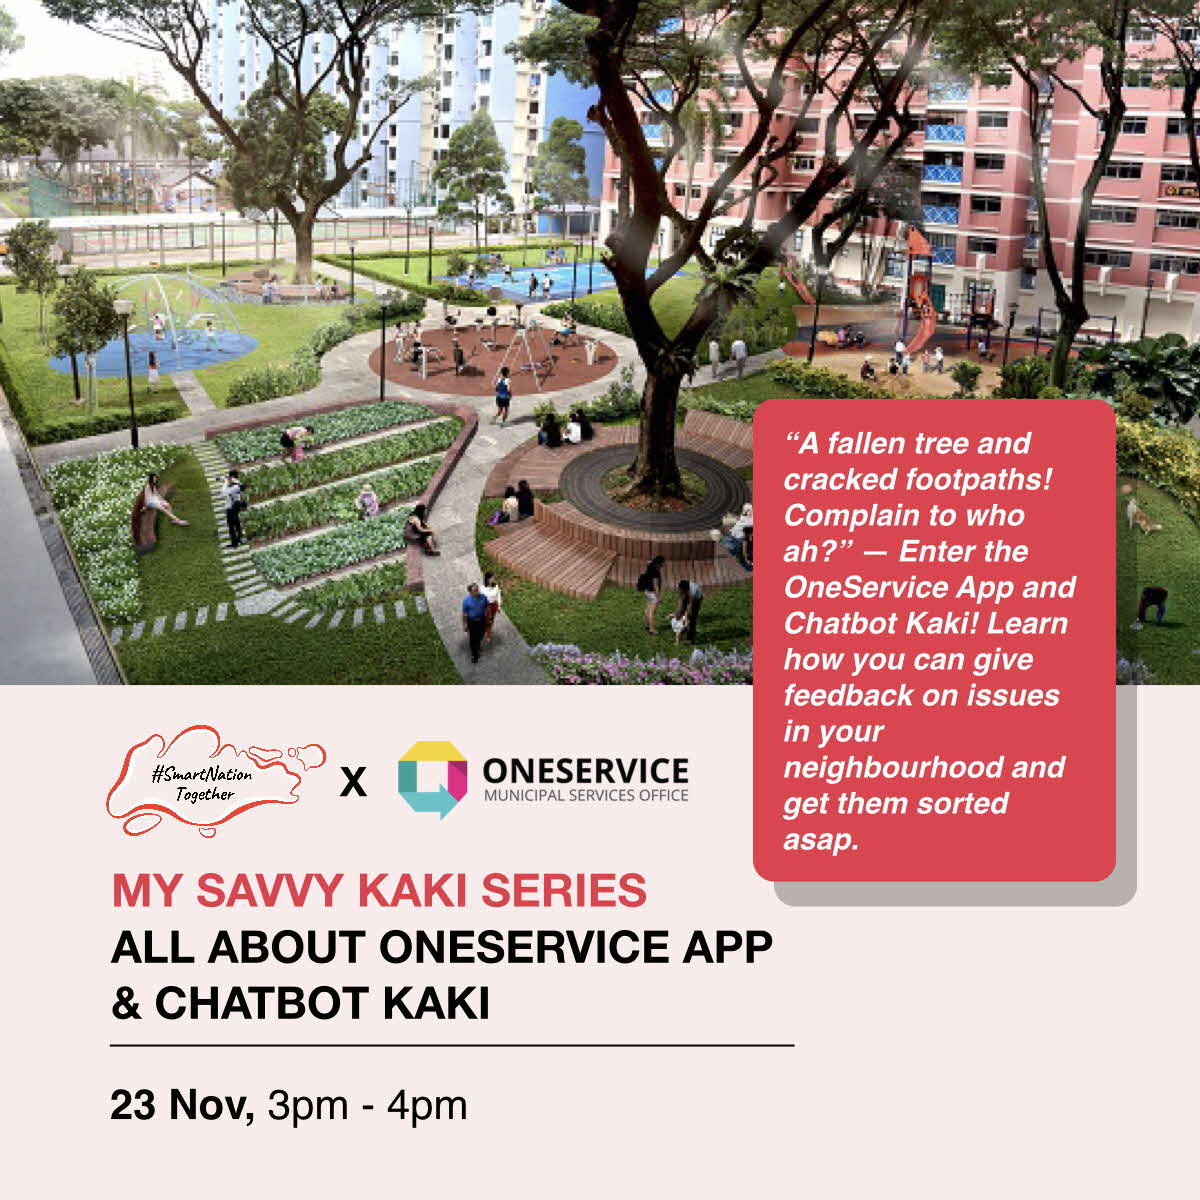 “A fallen tree and
cracked footpaths!
Complain to who
ah?” — Enter the
OneService App and
Chatbot Kaki! Learn
how you can give
feedback on issues
in your
neighbourhood and
get them sorted
asap.
#SmartNation
Together
X
ONESERVICE
MUNICIPAL SERVICES OFFICE
MY SAVVY KAKI SERIES
ALL ABOUT ONESERVICE APP
& CHATBOT KAKI
23 Nov, 3pm - 4pm